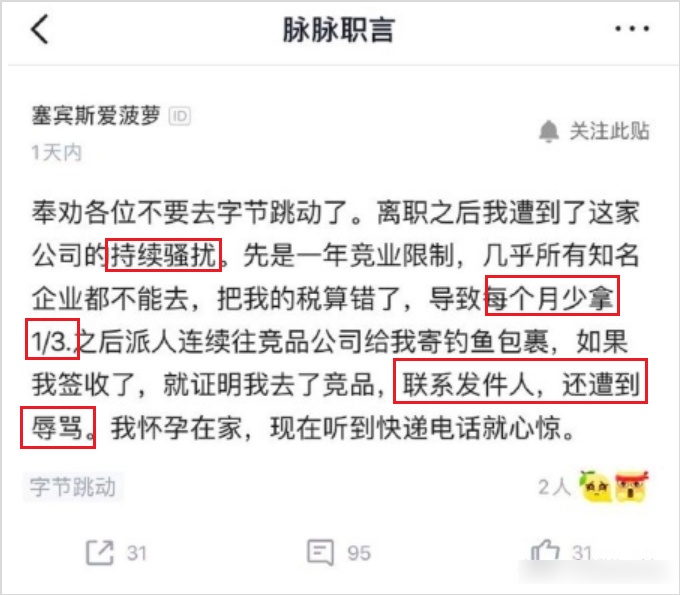 脉脉职言
塞宾斯爱菠萝 ID
关注此贴
1天内
奉劝各位不要去字节跳动了。离职之后我遭到了这家
公司的持续骚扰。先是一年竞业限制，几乎所有知名
企业都不能去，把我的税算错了，导致每个月少拿
1/3.之后派人连续往竞品公司给我寄钓鱼包裹，如果
我签收了，就证明我去了竞品，联系发件人，还遭到
辱骂。我怀孕在家，现在听到快递电话就心惊。
字节跳动
2人
31
95
31